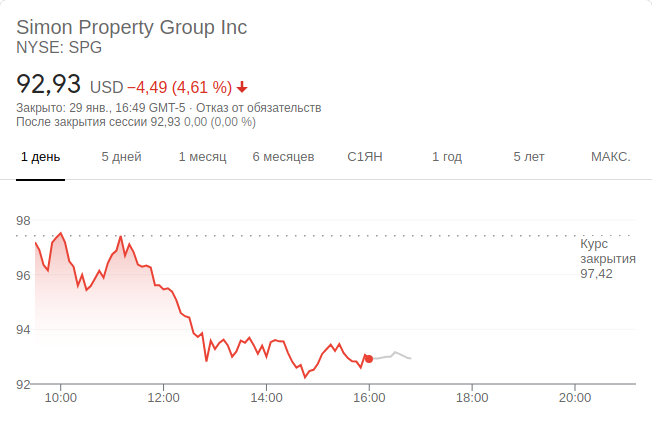 Simon Property Group Inc
NYSE: SPG
92,93 USD −4,49 (4,61 %)
Закрыто: 29 янв., 16:49 GMT-5 · Отказ от обязательств
После закрытия сессии 92,93 0,00 (0,00 %)
1 день 5 дней 1 месяц 6 месяцев С1ЯН 1 год 5 лет МАКС.
98
Курс
закрытия
97,42
96
94
92
10:00 12:00 14:00 16:00 18:00 20:00